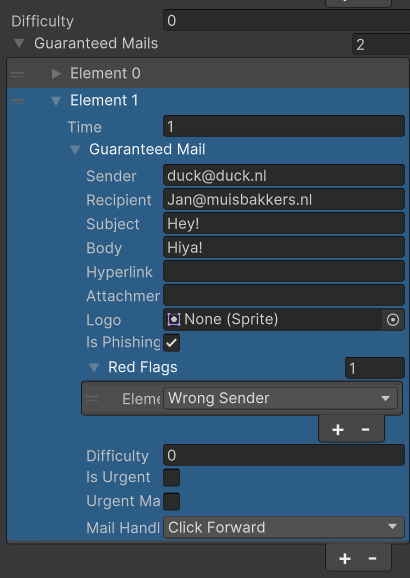 Difficulty 0
Guaranteed Mails 2
Element 0
Element 1
Time 1
Guaranteed Mail
Sender duck@duck.nl
Recipient Jan@muisbakkers.nl
Subject Hey!
Body Hiya!
Hyperlink
Attachmer
Logo None (Sprite)
Is Phishing
Red Flags 1
Eleme Wrong Sender
+ -
Difficulty 0
Is Urgent
Urgent Ma
Mail Handl Click Forward
+ -